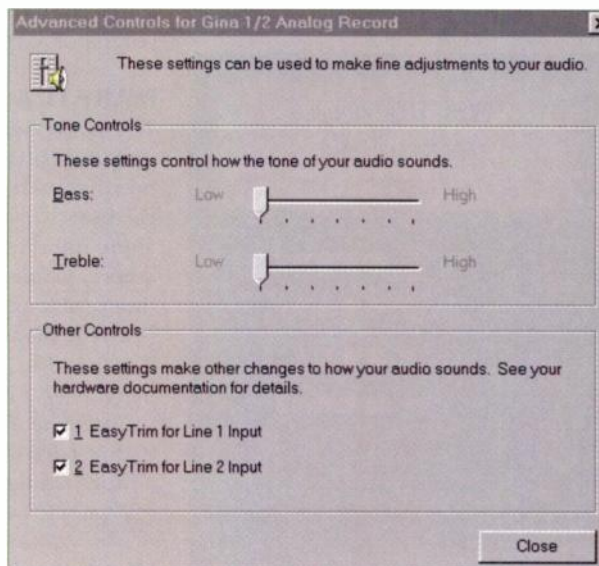 Advanced Controls for Gina 1/2 Analog Record
These settings can be used to make fine adjustments to your audio.
Tone Controls
These settings control how the tone of your audio sounds.
Bass:
Low
High
Treble:
Low
High
Other Controls
These settings make other changes to how your audio sounds. See your
hardware documentation for details.
1 EasyTrim for Line 1 Input
2 EasyTrim for Line 2 Input
Close